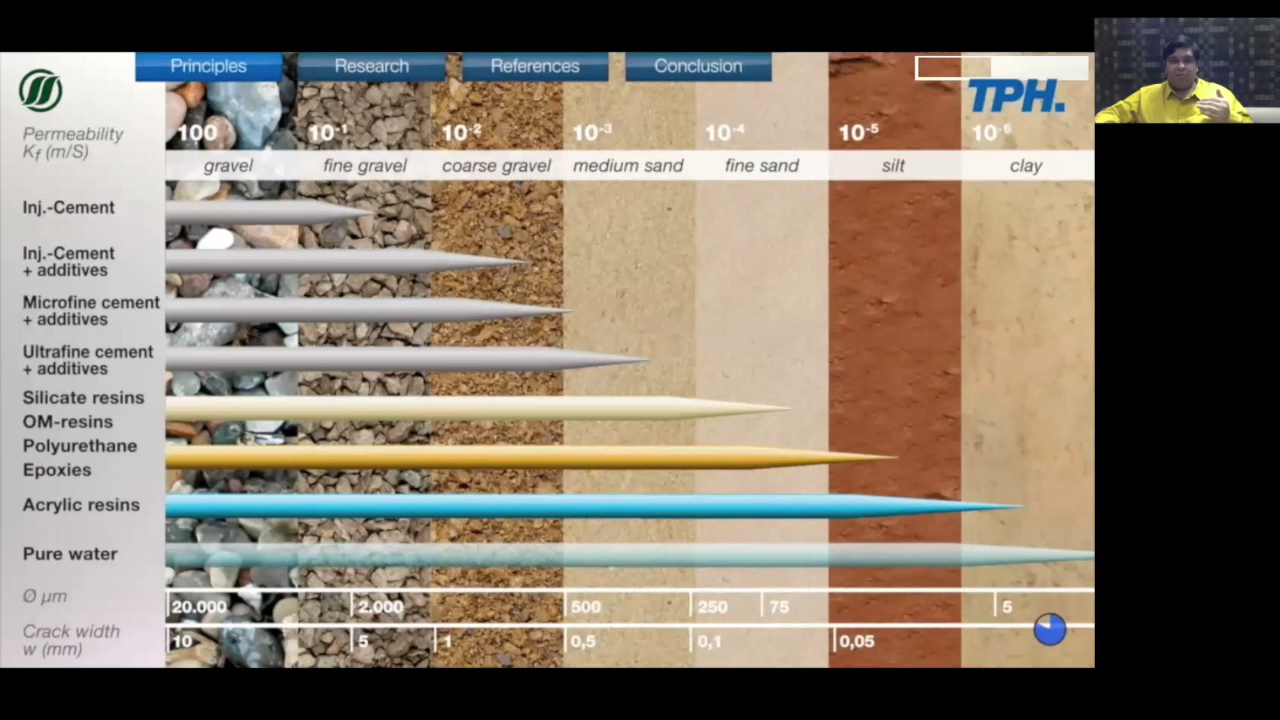 Principles
Research
References
Conclusion
TPH.
Permeability
Kf (m/S)
100
10-1
10-2
10-3
10-4
10-5
10-6
gravel
fine gravel
coarse gravel
medium sand
fine sand
silt
clay
Inj.-Cement
Inj.-Cement
+ additives
Microfine cement
+ additives
Ultrafine cement
+ additives
Silicate resins
OM-resins
Polyurethane
Epoxies
Acrylic resins
Pure water
Ø µm
20.000
2.000
500
250
75
5
Crack width
w (mm)
10
5
1
0,5
0,1
0,05